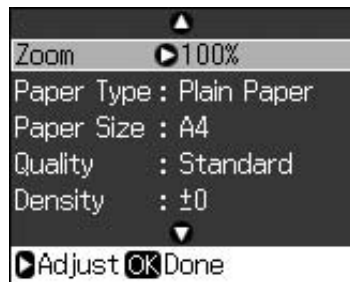 Zoom 100%
Paper Type : Plain Paper
Paper Size : A4
Quality : Standard
Density : ±0
Adjust OK Done